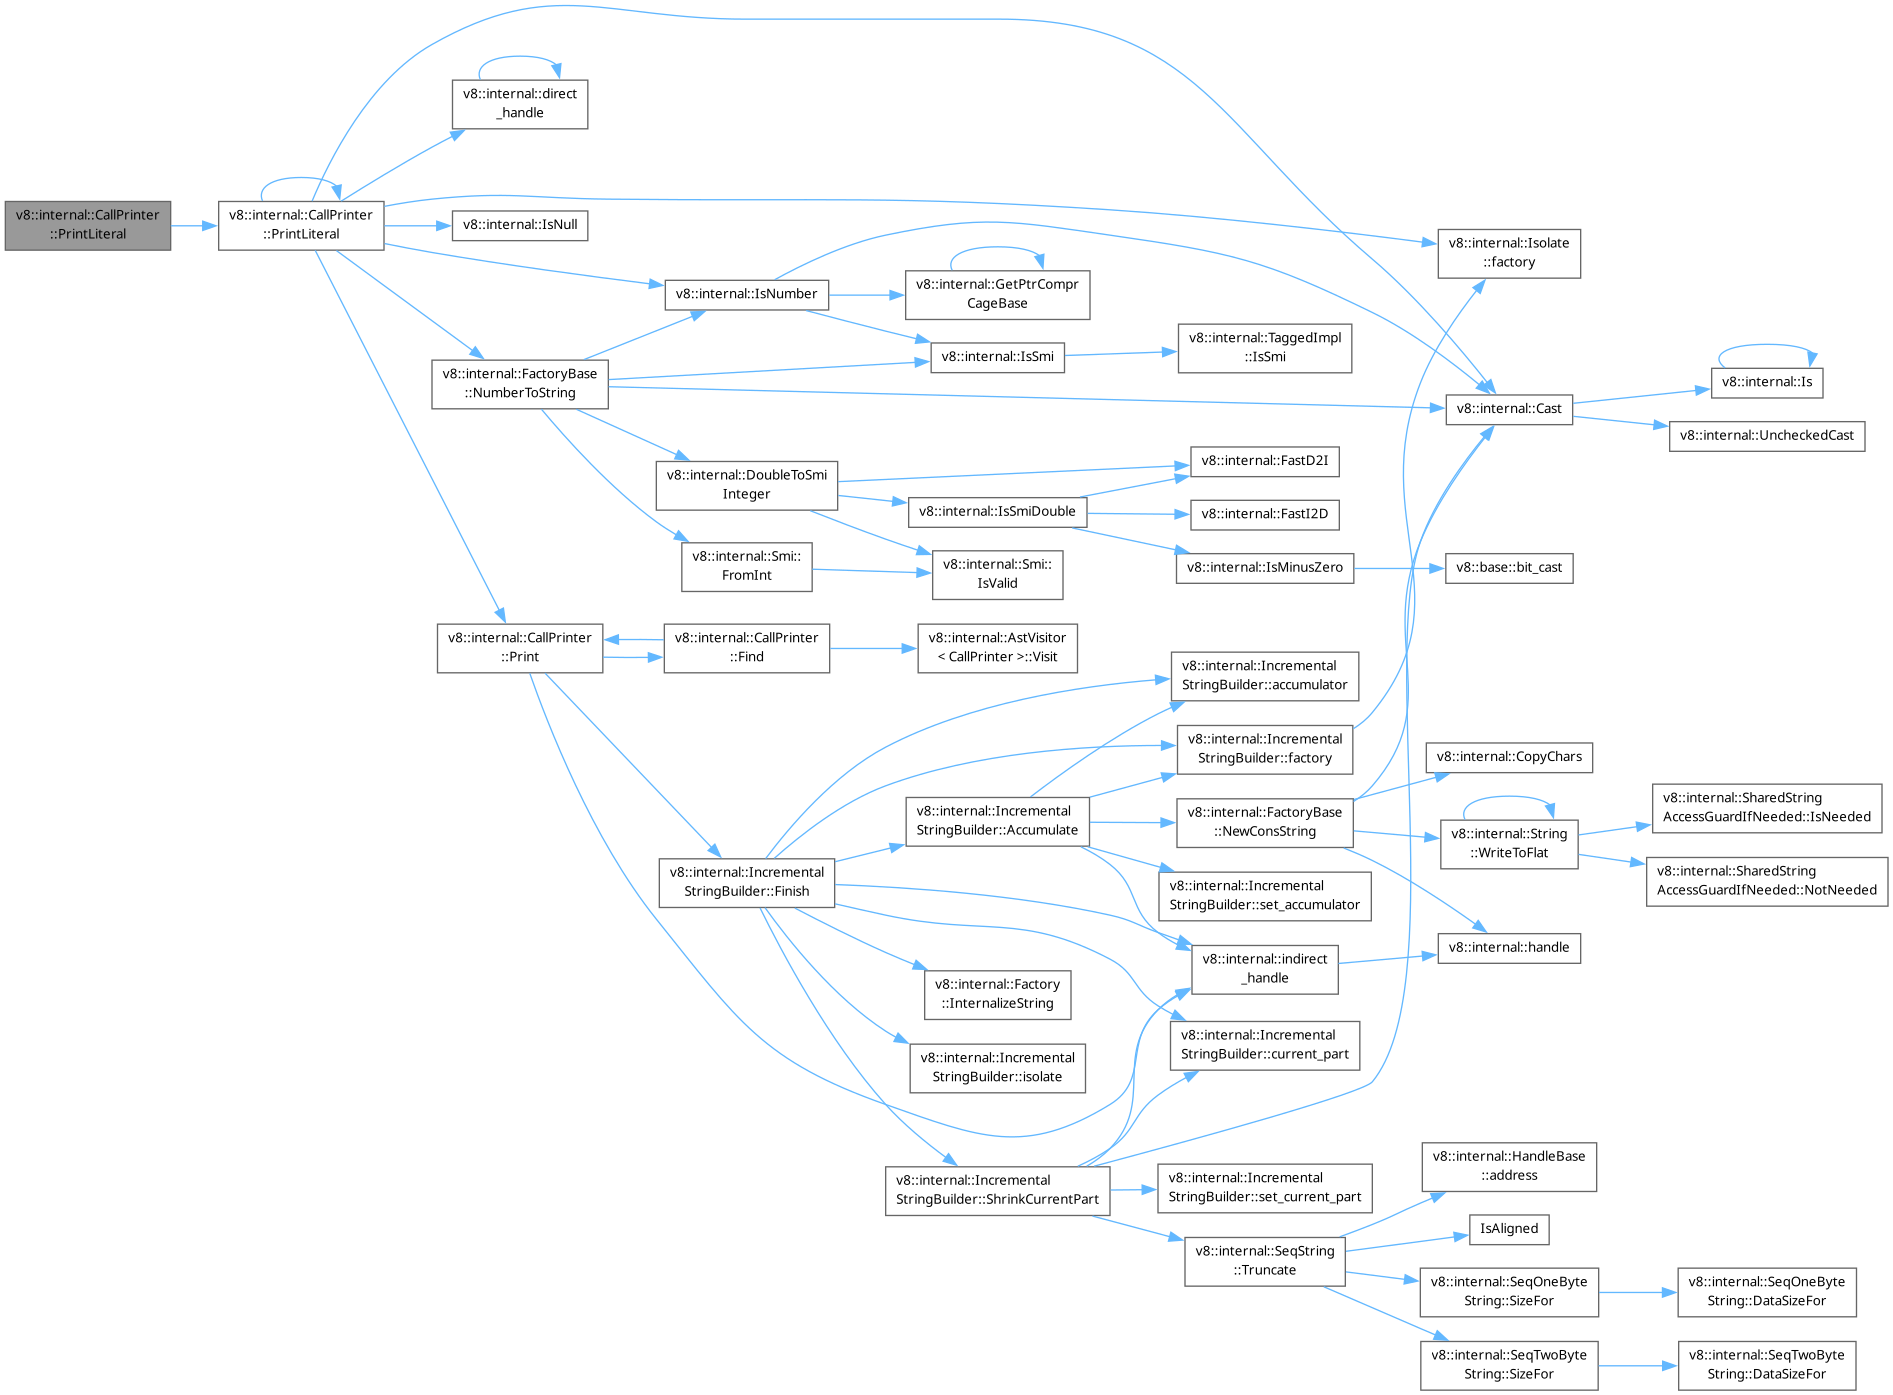 v8::internal::CallPrinter
::PrintLiteral
v8::internal::CallPrinter
::PrintLiteral
v8::internal::direct
_handle
v8::internal::IsNull
v8::internal::FactoryBase
::NumberToString
v8::internal::CallPrinter
::Print
v8::internal::IsNumber
v8::internal::DoubleToSmi
Integer
v8::internal::Smi::
FromInt
v8::internal::CallPrinter
::Find
v8::internal::Incremental
StringBuilder::Finish
v8::internal::GetPtrCompr
CageBase
v8::internal::IsSmi
v8::internal::IsSmiDouble
v8::internal::Smi::
IsValid
v8::internal::AstVisitor
< CallPrinter >::Visit
v8::internal::Incremental
StringBuilder::Accumulate
v8::internal::Factory
::InternalizeString
v8::internal::Incremental
StringBuilder::isolate
v8::internal::Incremental
StringBuilder::ShrinkCurrentPart
v8::internal::TaggedImpl
::IsSmi
v8::internal::FastD2I
v8::internal::FastI2D
v8::internal::IsMinusZero
v8::internal::Incremental
StringBuilder::accumulator
v8::internal::Incremental
StringBuilder::factory
v8::internal::FactoryBase
::NewConsString
v8::internal::Incremental
StringBuilder::set_accumulator
v8::internal::indirect
_handle
v8::internal::Incremental
StringBuilder::current_part
v8::internal::Incremental
StringBuilder::set_current_part
v8::internal::SeqString
::Truncate
v8::internal::Isolate
::factory
v8::internal::Cast
v8::base::bit_cast
v8::internal::CopyChars
v8::internal::String
::WriteToFlat
v8::internal::handle
v8::internal::HandleBase
::address
IsAligned
v8::internal::SeqOneByte
String::SizeFor
v8::internal::SeqTwoByte
String::SizeFor
v8::internal::Is
v8::internal::UncheckedCast
v8::internal::SharedString
AccessGuardIfNeeded::IsNeeded
v8::internal::SharedString
AccessGuardIfNeeded::NotNeeded
v8::internal::SeqOneByte
String::DataSizeFor
v8::internal::SeqTwoByte
String::DataSizeFor